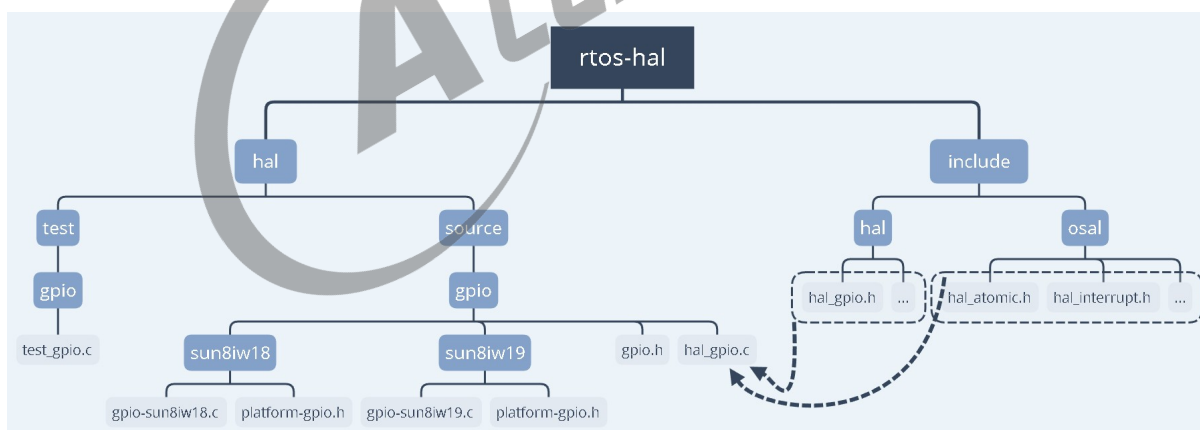 rtos-hal
hal
include
test
source
hal
osal
gpio
gpio
hal_gpio.h
...
hal_atomic.h
hal_interrupt.h
...
test_gpio.c
sun8iw18
sun8iw19
gpio.h
hal_gpio.c
gpio-sun8iw18.c
platform-gpio.h
gpio-sun8iw19.c
platform-gpio.h